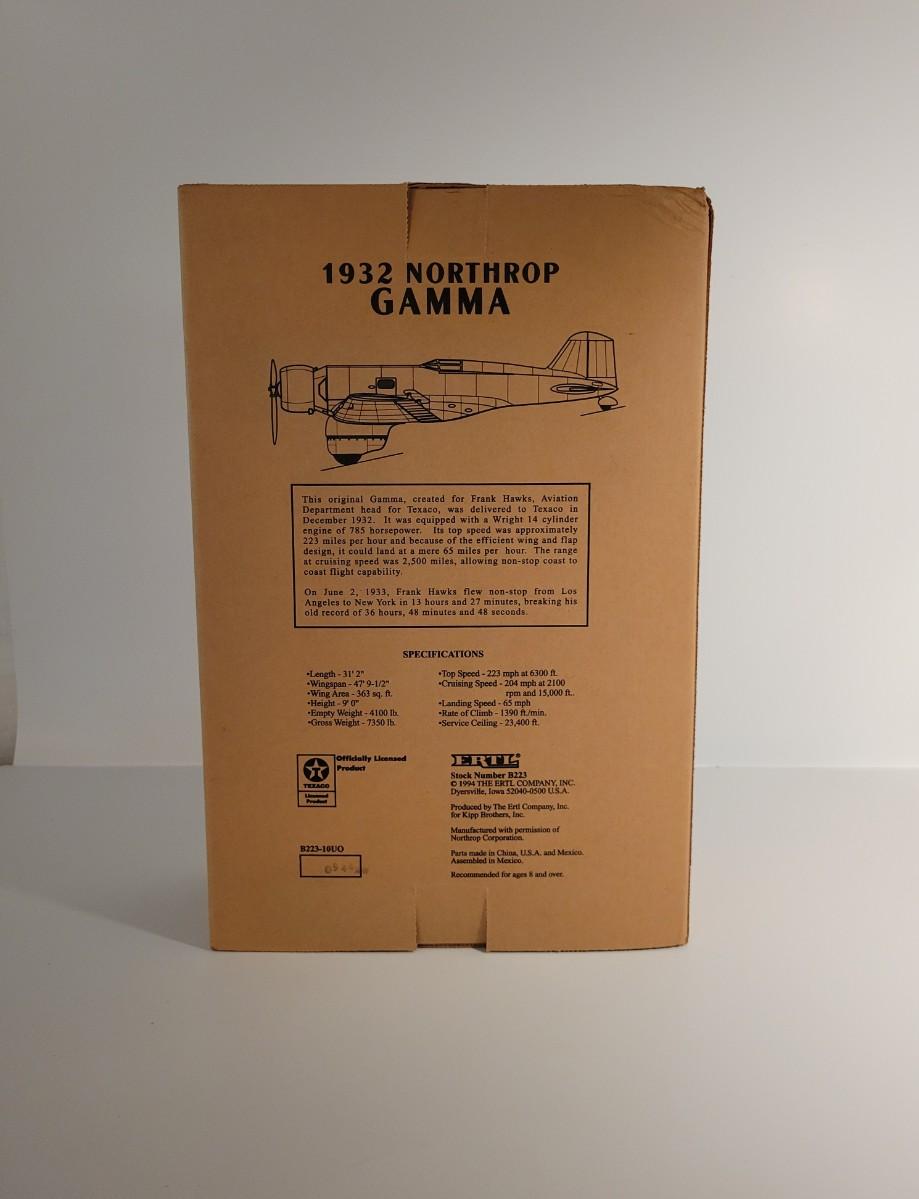 1932 NORTHROP
GAMMA
This original Gamma, created for Frank Hawks, Aviation
Department head for Texaco, was delivered to Texaco in
December 1932. It was equipped with a Wright 14 cylinder
engine of 785 horsepower. Its top speed was approximately
223 miles per hour and because of the efficient wing and flap
design, it could land at a mere 65 miles per hour. The range
at cruising speed was 2,500 miles, allowing non-stop coast to
coast flight capability.
On June 2, 1933, Frank Hawks flew non-stop from Los
Angeles to New York in 13 hours and 27 minutes, breaking his
old record of 36 hours, 48 minutes and 48 seconds.
SPECIFICATIONS
•Length - 31' 2"
•Wingspan - 47' 9-1/2"
•Wing Area - 363 sq. ft.
•Height - 9' 0"
•Empty Weight - 4100 lb.
•Gross Weight - 7350 lb.
•Top Speed - 223 mph at 6300 ft.
•Cruising Speed - 204 mph at 2100
rpm and 15,000 ft..
•Landing Speed - 65 mph
•Rate of Climb - 1390 ft./min.
•Service Ceiling - 23,400 ft.
T
TEXACO
Licensed
Product
Officially Licensed
Product
B223-10UO
ERTL®
Stock Number B223
© 1994 THE ERTL COMPANY, INC.
Dyersville, Iowa 52040-0500 U.S.A.
Produced by The Ertl Company, Inc.
for Kipp Brothers, Inc.
Manufactured with permission of
Northrop Corporation.
Parts made in China, U.S.A. and Mexico.
Assembled in Mexico.
Recommended for ages 8 and over.